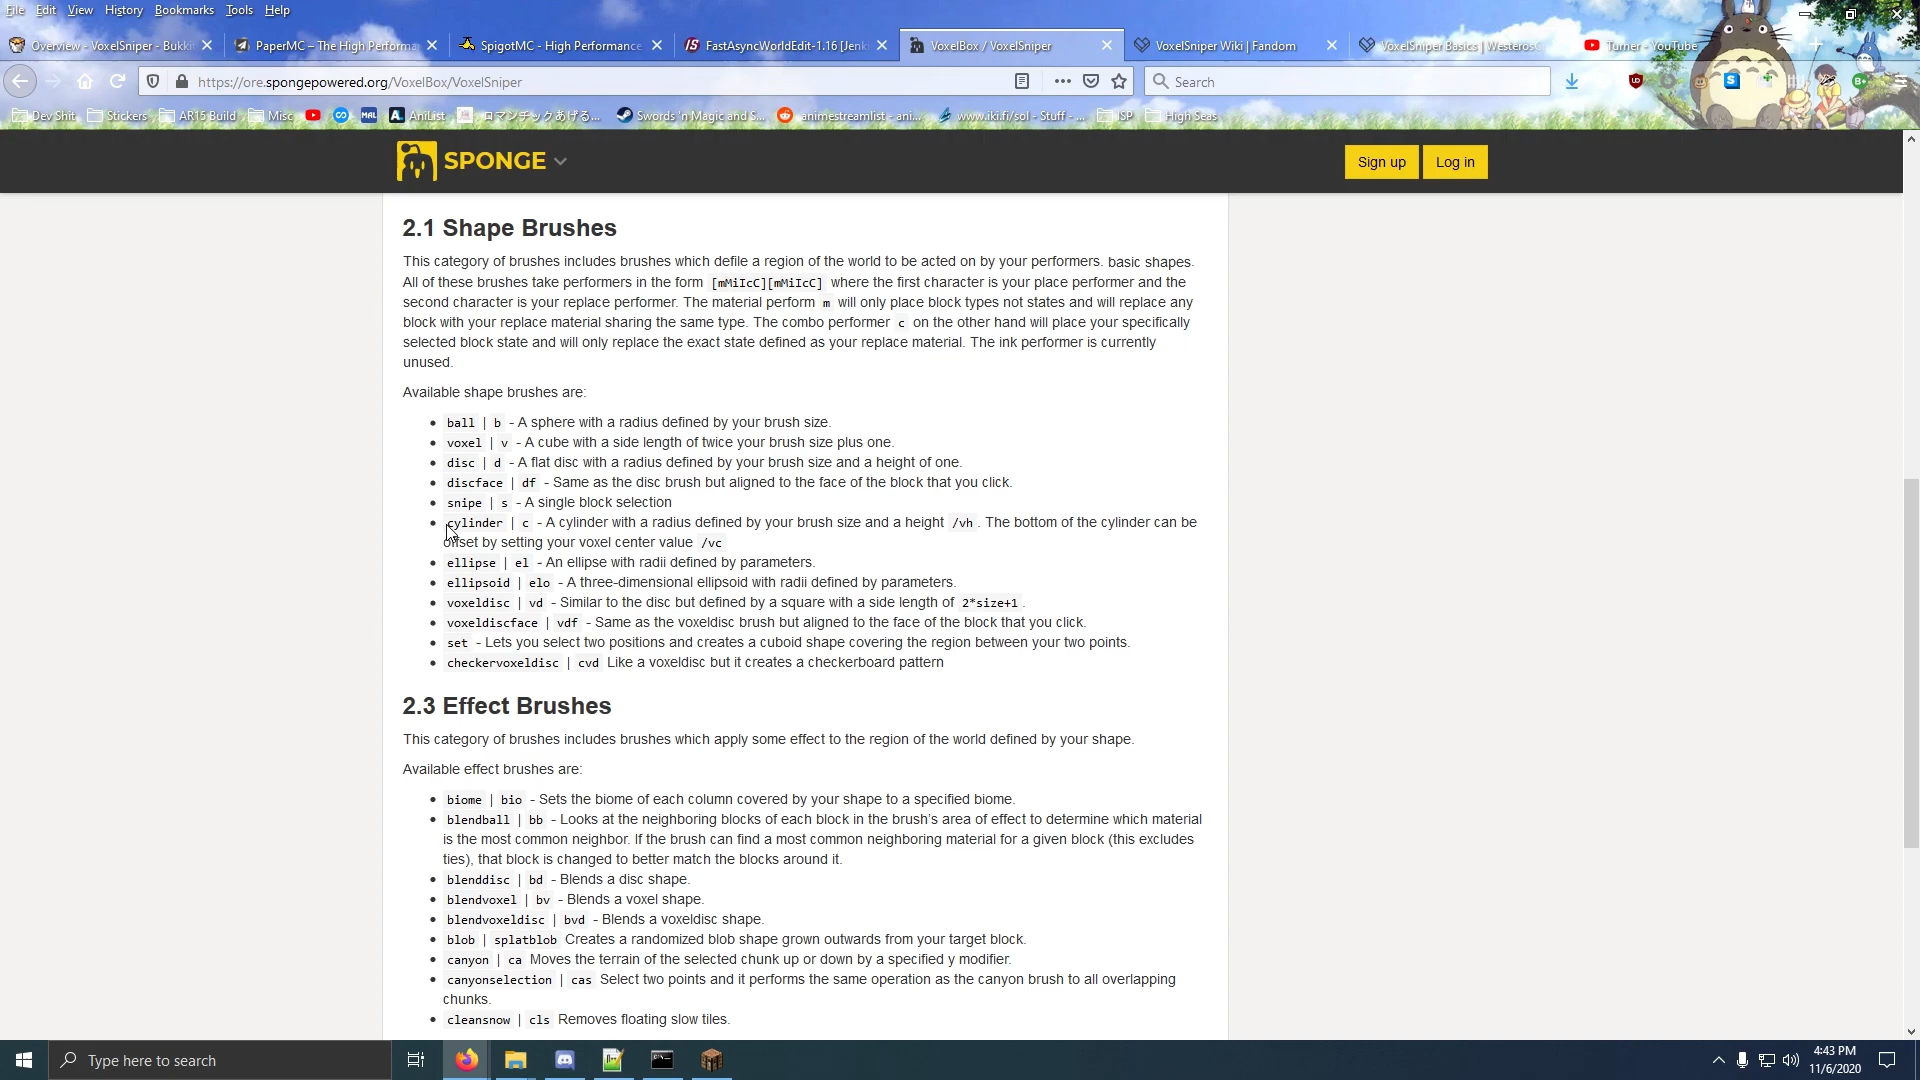 File Edit View History Bookmarks Tools Help
Overview - VoxelSniper - Bukkit
PaperMC – The High Performa
SpigotMC - High Performance
FastAsyncWorldEdit-1.16 [Jenk
VoxelBox / VoxelSniper
VoxelSniper Wiki | Fandom
VoxelSniper Basics | Westeros
Turner - YouTube
https://ore.spongepowered.org/VoxelBox/VoxelSniper
Search
Dev Shit Stickers AR15 Build Misc MAL AniList ロマンチックあげる... Swords 'n Magic and S... animestreamlist - ani... www.iki.fi/sol - Stuff - ... ISP High Seas
SPONGE
Sign up Log in
2.1 Shape Brushes
This category of brushes includes brushes which defile a region of the world to be acted on by your performers. basic shapes.
All of these brushes take performers in the form [mMiIcC][mMiIcC] where the first character is your place performer and the
second character is your replace performer. The material perform m will only place block types not states and will replace any
block with your replace material sharing the same type. The combo performer c on the other hand will place your specifically
selected block state and will only replace the exact state defined as your replace material. The ink performer is currently
unused.
Available shape brushes are:
ball | b - A sphere with a radius defined by your brush size.
voxel | v - A cube with a side length of twice your brush size plus one.
disc | d - A flat disc with a radius defined by your brush size and a height of one.
discface | df - Same as the disc brush but aligned to the face of the block that you click.
snipe | s - A single block selection
cylinder | c - A cylinder with a radius defined by your brush size and a height /vh . The bottom of the cylinder can be
offset by setting your voxel center value /vc
ellipse | el - An ellipse with radii defined by parameters.
ellipsoid | elo - A three-dimensional ellipsoid with radii defined by parameters.
voxeldisc | vd - Similar to the disc but defined by a square with a side length of 2*size+1 .
voxeldiscface | vdf - Same as the voxeldisc brush but aligned to the face of the block that you click.
set - Lets you select two positions and creates a cuboid shape covering the region between your two points.
checkervoxeldisc | cvd Like a voxeldisc but it creates a checkerboard pattern
2.3 Effect Brushes
This category of brushes includes brushes which apply some effect to the region of the world defined by your shape.
Available effect brushes are:
biome | bio - Sets the biome of each column covered by your shape to a specified biome.
blendball | bb - Looks at the neighboring blocks of each block in the brush's area of effect to determine which material
is the most common neighbor. If the brush can find a most common neighboring material for a given block (this excludes
ties), that block is changed to better match the blocks around it.
blenddisc | bd - Blends a disc shape.
blendvoxel | bv - Blends a voxel shape.
blendvoxeldisc | bvd - Blends a voxeldisc shape.
blob | splatblob Creates a randomized blob shape grown outwards from your target block.
canyon | ca Moves the terrain of the selected chunk up or down by a specified y modifier.
canyonselection | cas Select two points and it performs the same operation as the canyon brush to all overlapping
chunks.
cleansnow | cls Removes floating slow tiles.
Type here to search
4:43 PM
11/6/2020